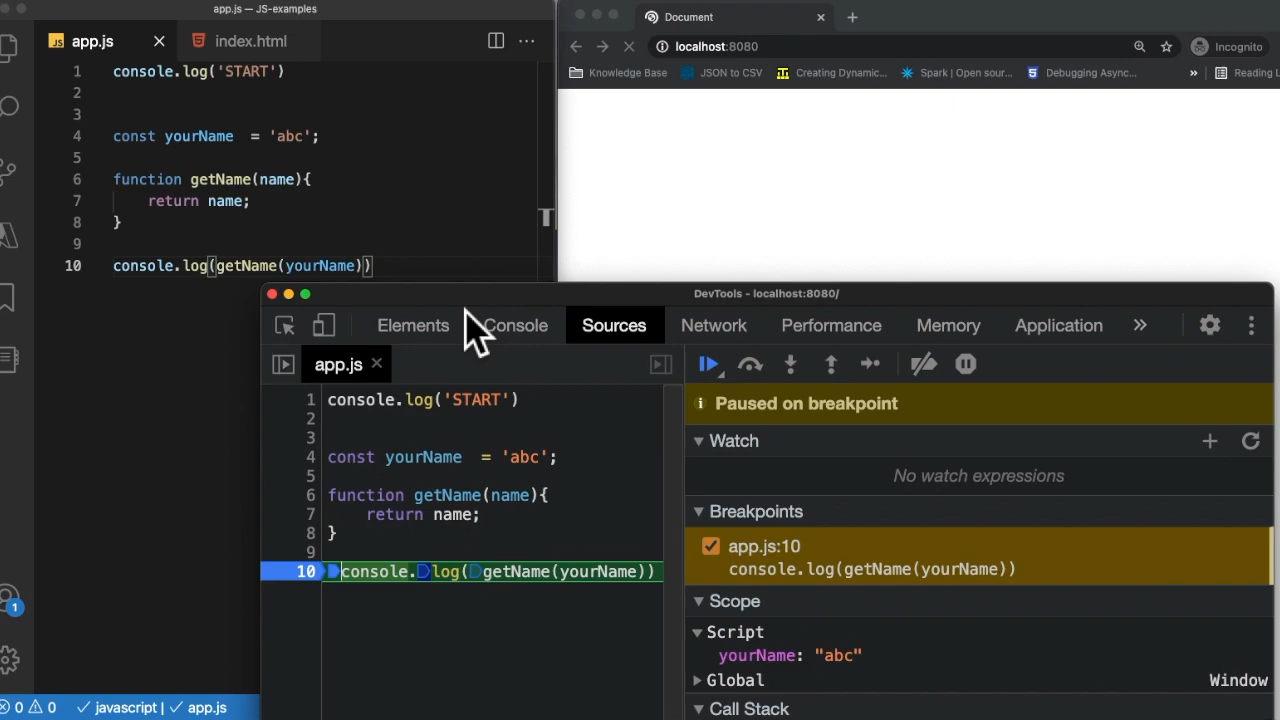 app.js — JS-examples
JS app.js
index.html
1 console.log('START')
2
3
4 const yourName  = 'abc';
5
6 function getName(name){
7     return name;
8 }
9
10 console.log(getName(yourName))
1
0 0 javascript | app.js
Document
localhost:8080
Incognito
Knowledge Base
JSON to CSV
Creating Dynamic...
Spark | Open sour...
Debugging Async...
»
Reading L
DevTools - localhost:8080/
Elements Console Sources Network Performance Memory Application »
app.js
1 console.log('START')
2
3
4 const yourName  = 'abc';
5
6 function getName(name){
7     return name;
8 }
9
10 console.log(getName(yourName))
Paused on breakpoint
Watch
No watch expressions
Breakpoints
app.js:10
console.log(getName(yourName))
Scope
Script
yourName: "abc"
Global Window
Call Stack